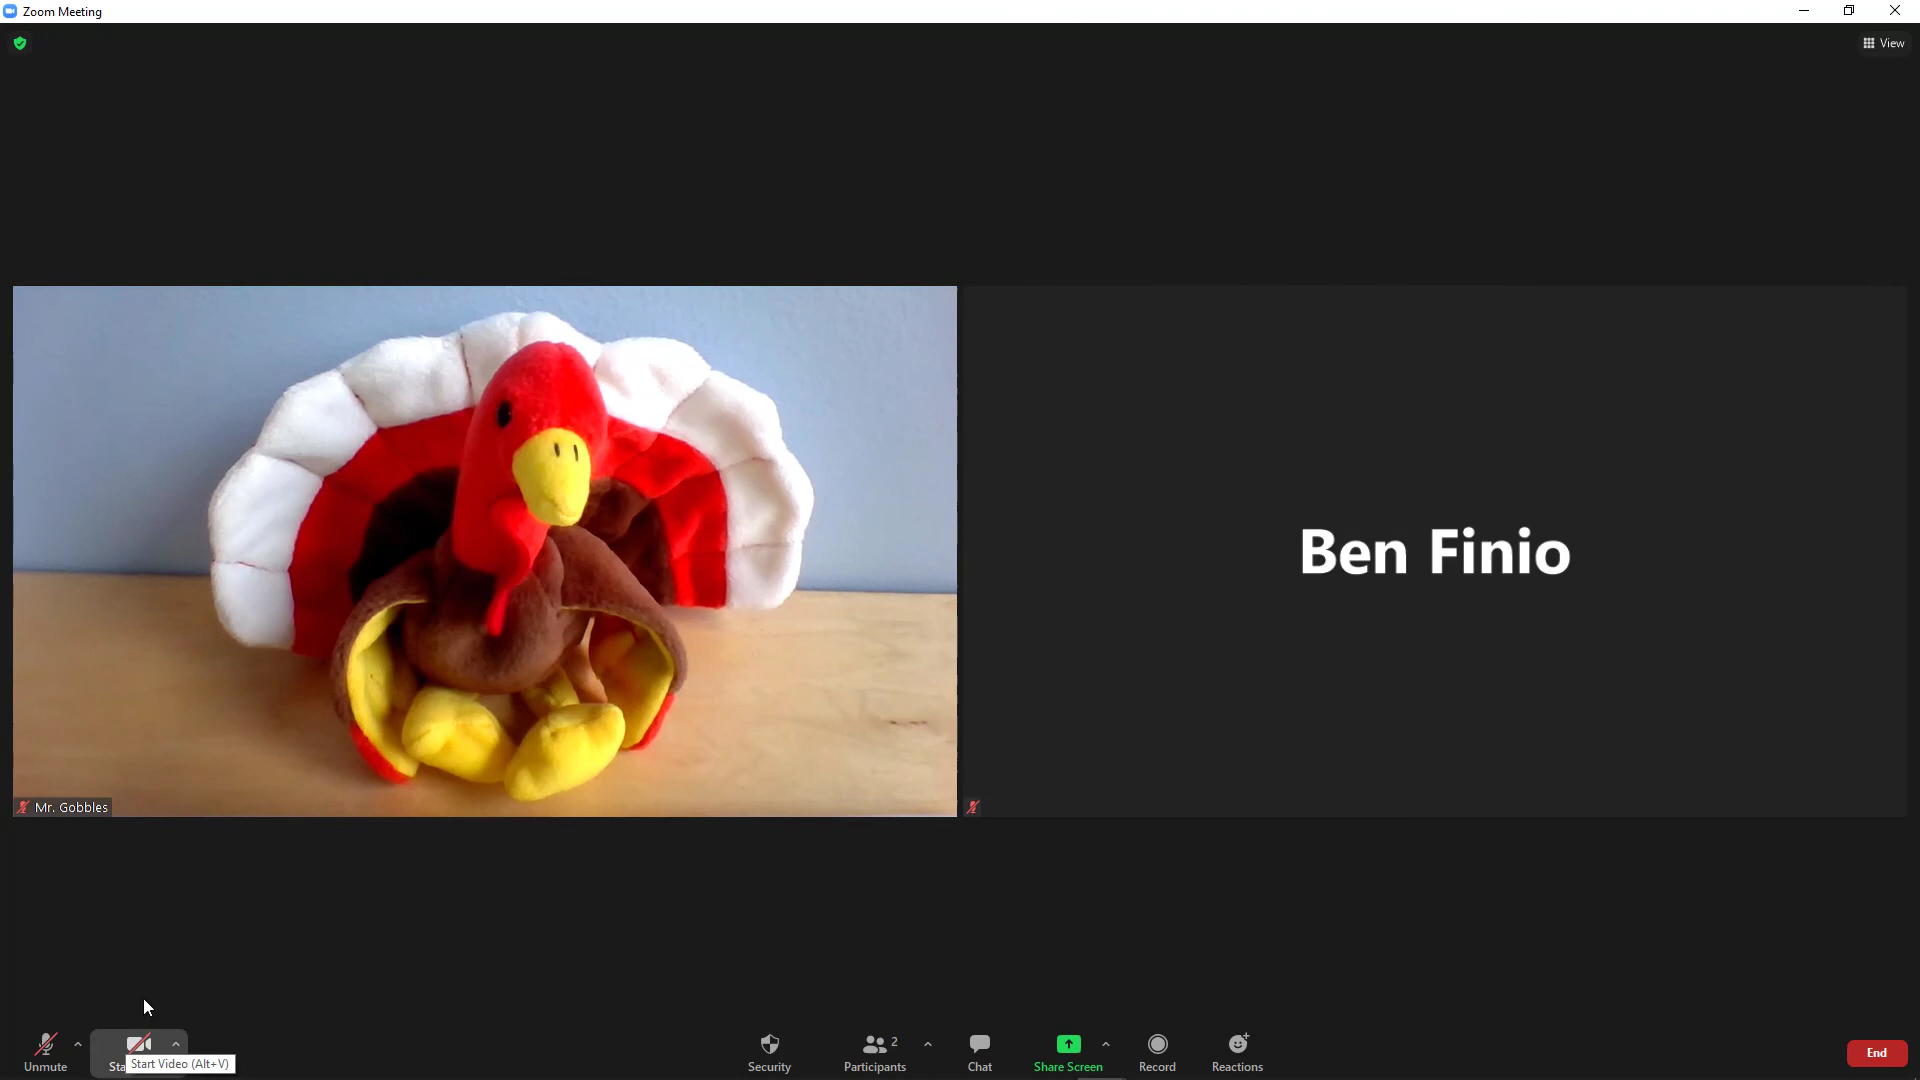 Zoom Meeting
View
Ben Finio
Mr. Gobbles
Unmute
Sta
Start Video (Alt+V)
Security
2
Participants
Chat
Share Screen
Record
Reactions
End